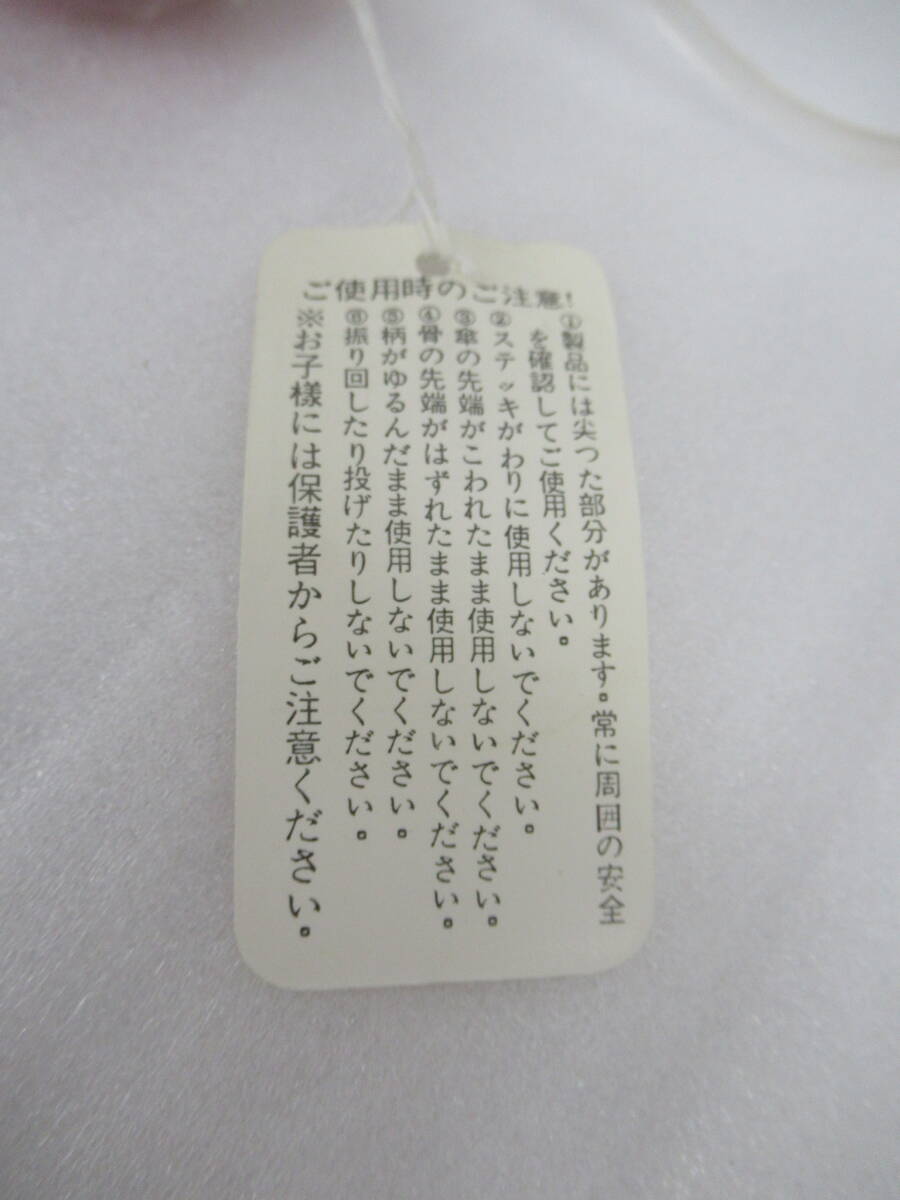 ご使用時のご注意!
①製品には尖つた部分があります。常に周囲の安全
を確認してご使用ください。
②ステッキがわりに使用しないでください。
③傘の先端がこわれたまま使用しないでください。
④骨の先端がはずれたまま使用しないでください。
⑤柄がゆるんだまま使用しないでください。
⑥振り回したり投げたりしないでください。
※お子様には保護者からご注意ください。